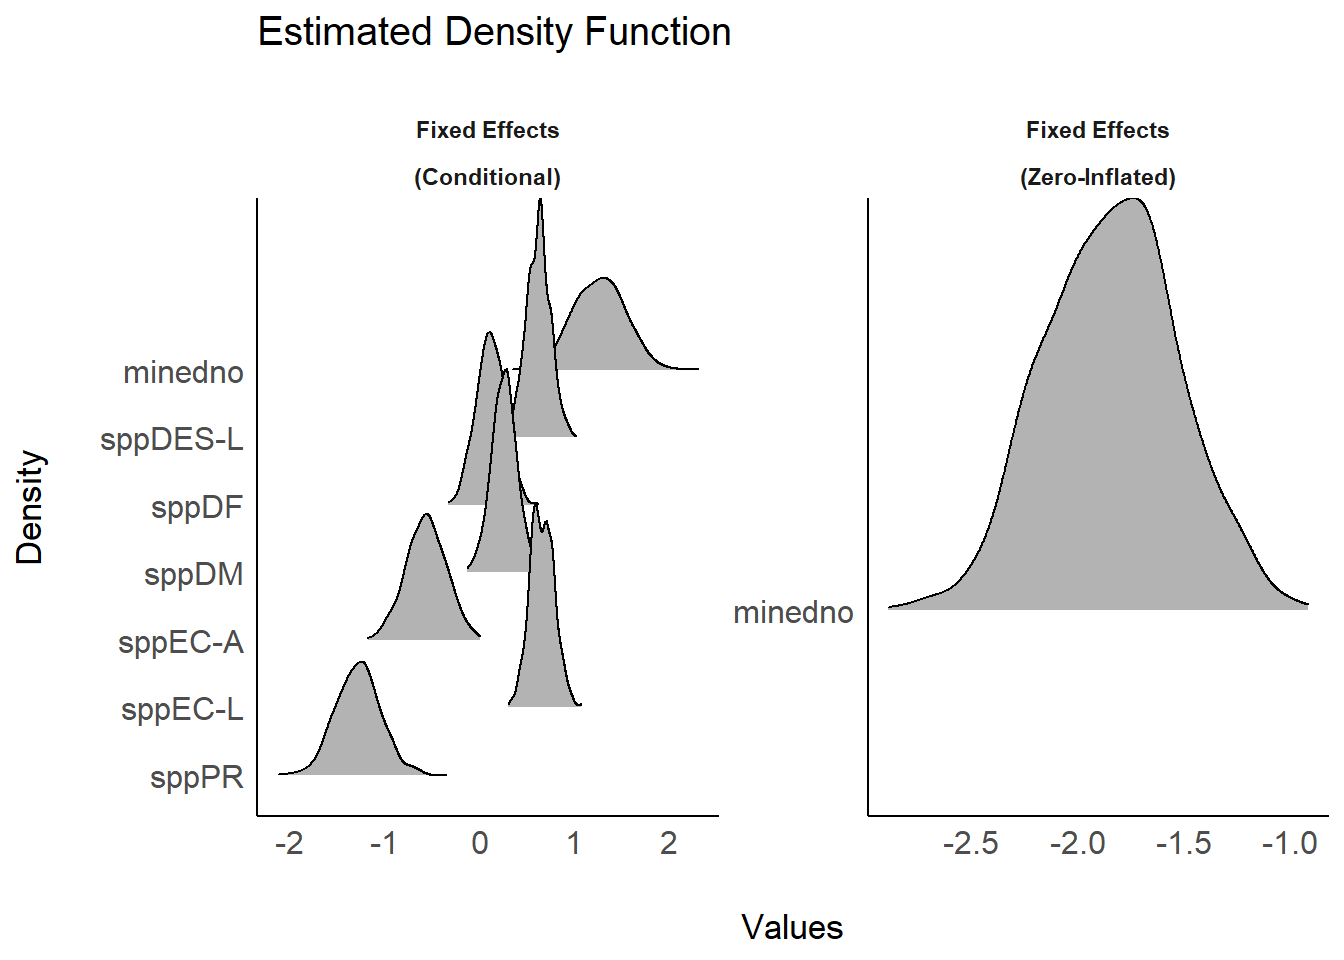 Estimated Density Function
Fixed Effects
(Conditional)
Fixed Effects
(Zero-Inflated)
Density
minedno
sppDES-L
sppDF
sppDM
sppEC-A
sppEC-L
sppPR
minedno
-2 -1 0 1 2
-2.5 -2.0 -1.5 -1.0
Values